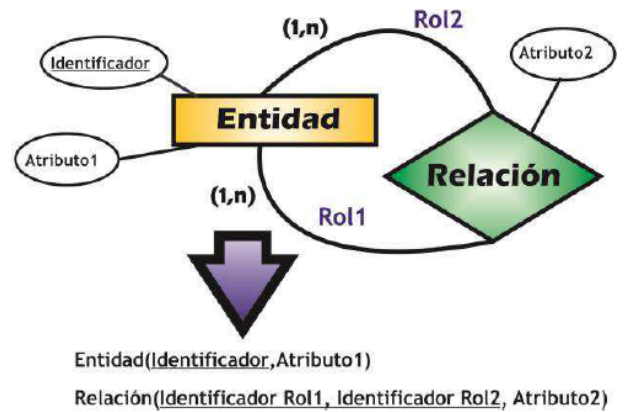 (1,n)
Rol2
Identificador
Atributo2
Entidad
Atributo1
Relación
(1,n)
Rol1
Entidad(Identificador,Atributo1)
Relación(Identificador Rol1, Identificador Rol2, Atributo2)